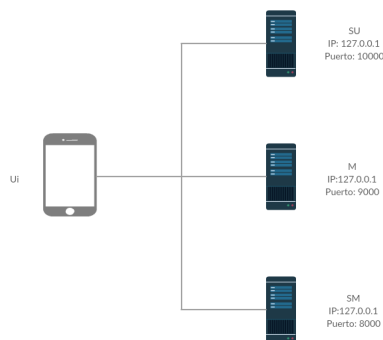 SU
IP: 127.0.0.1
Puerto: 10000
Ui
M
IP:127.0.0.1
Puerto: 9000
SM
IP:127.0.0.1
Puerto: 8000